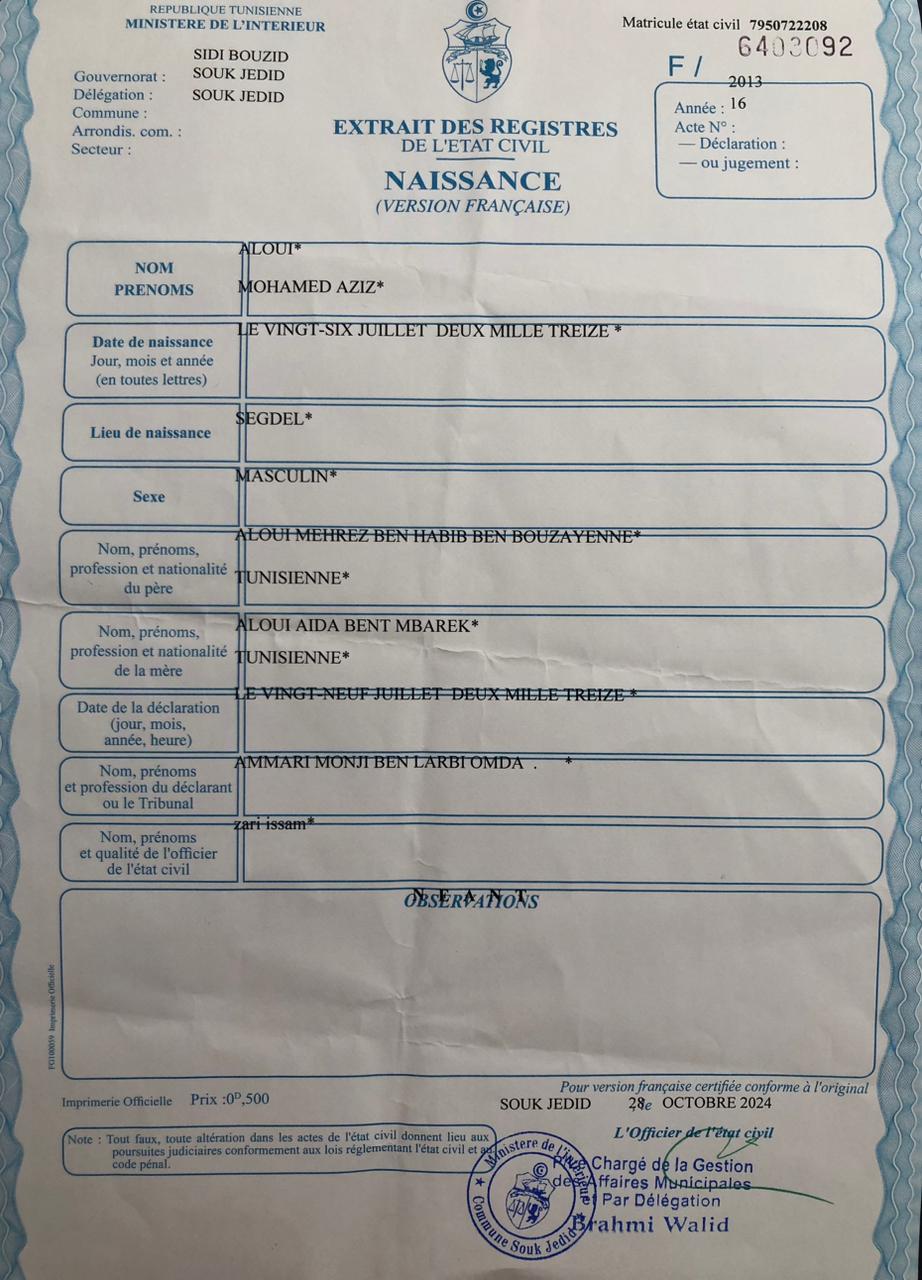 REPUBLIQUE TUNISIENNE
MINISTERE DE L'INTERIEUR
Matricule état civil 7950722208
6403092
F /
SIDI BOUZID
Gouvernorat : SOUK JEDID
Délégation : SOUK JEDID
Commune :
Arrondis. com. :
Secteur :
2013
Année : 16
Acte N° :
— Déclaration :
— ou jugement :
EXTRAIT DES REGISTRES
DE L'ETAT CIVIL
NAISSANCE
(VERSION FRANÇAISE)
NOM
PRENOMS
ALOUI*
MOHAMED AZIZ*
Date de naissance
Jour, mois et année
(en toutes lettres)
LE VINGT-SIX JUILLET DEUX MILLE TREIZE *
Lieu de naissance
SEGDEL*
Sexe
MASCULIN*
Nom, prénoms,
profession et nationalité
du père
ALOUI MEHREZ BEN HABIB BEN BOUZAYENNE*
TUNISIENNE*
Nom, prénoms,
profession et nationalité
de la mère
ALOUI AIDA BENT MBAREK*
TUNISIENNE*
Date de la déclaration
(jour, mois,
année, heure)
LE VINGT-NEUF JUILLET DEUX MILLE TREIZE *
Nom, prénoms
et profession du déclarant
ou le Tribunal
AMMARI MONJI BEN LARBI OMDA . *
Nom, prénoms
et qualité de l'officier
de l'état civil
zari issam*
N E A N T
OBSERVATIONS
FG100059 Imprimerie Officielle
Pour version française certifiée conforme à l'original
Imprimerie Officielle Prix :0ᴰ,500
SOUK JEDID 28e OCTOBRE 2024
L'Officier de l'état civil
Note : Tout faux, toute altération dans les actes de l'état civil donnent lieu aux
poursuites judiciaires conformement aux lois réglementant l'état civil et au
code pénal.
Ministere de l'interieur
Commune Souk Jedid
Chargé de la Gestion
des Affaires Municipales
et Par Délégation
Brahmi Walid